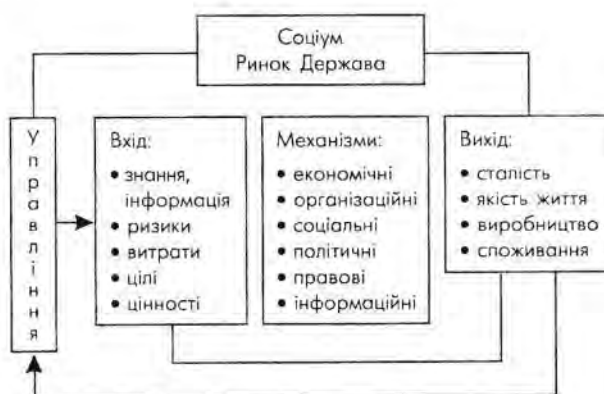 Соціум
Ринок Держава
Управління
Вхід:
• знання,
інформація
• ризики
• витрати
• цілі
• цінності
Механізми:
• економічні
• організаційні
• соціальні
• політичні
• правові
• інформаційні
Вихід:
• сталість
• якість життя
• виробництво
• споживання